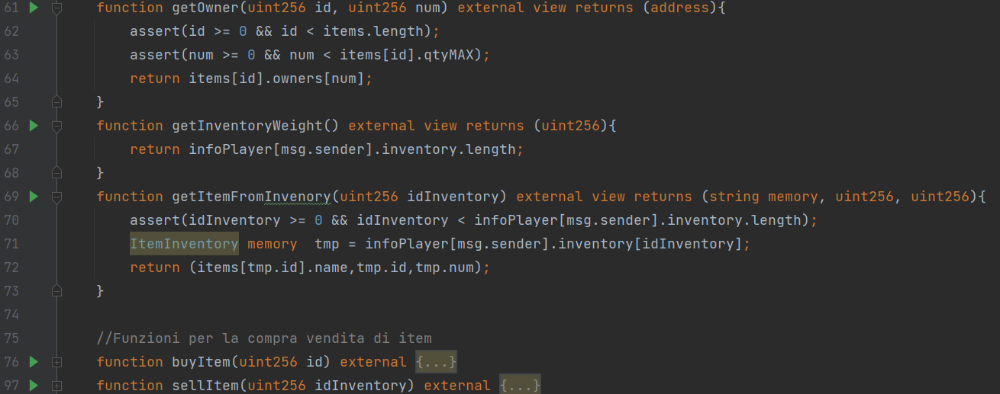 61 function getOwner(uint256 id, uint256 num) external view returns (address){
62 assert(id >= 0 && id < items.length);
63 assert(num >= 0 && num < items[id].qtyMAX);
64 return items[id].owners[num];
65 }
66 function getInventoryWeight() external view returns (uint256){
67 return infoPlayer[msg.sender].inventory.length;
68 }
69 function getItemFromInvenory(uint256 idInventory) external view returns (string memory, uint256, uint256){
70 assert(idInventory >= 0 && idInventory < infoPlayer[msg.sender].inventory.length);
71 ItemInventory memory  tmp = infoPlayer[msg.sender].inventory[idInventory];
72 return (items[tmp.id].name,tmp.id,tmp.num);
73 }
74
75 //Funzioni per la compra vendita di item
76 function buyItem(uint256 id) external {...}
97 function sellItem(uint256 idInventory) external {...}